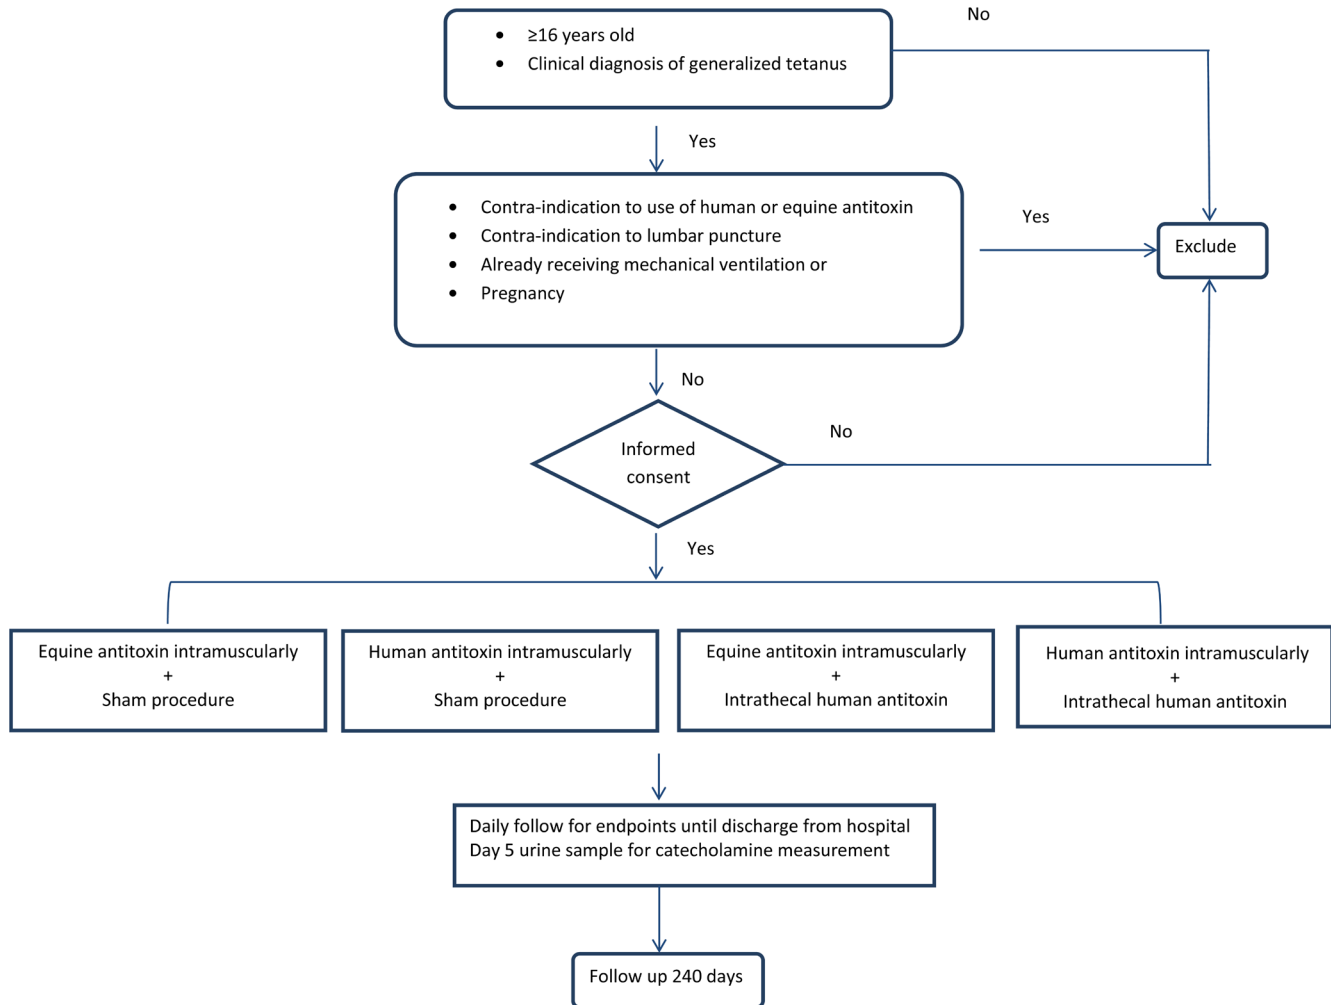 No
• ≥16 years old
• Clinical diagnosis of generalized tetanus
Yes
• Contra-indication to use of human or equine antitoxin
• Contra-indication to lumbar puncture
• Already receiving mechanical ventilation or
• Pregnancy
Yes
Exclude
No
Informed
consent
No
Yes
Equine antitoxin intramuscularly
+
Sham procedure
Human antitoxin intramuscularly
+
Sham procedure
Equine antitoxin intramuscularly
+
Intrathecal human antitoxin
Human antitoxin intramuscularly
+
Intrathecal human antitoxin
Daily follow for endpoints until discharge from hospital
Day 5 urine sample for catecholamine measurement
Follow up 240 days